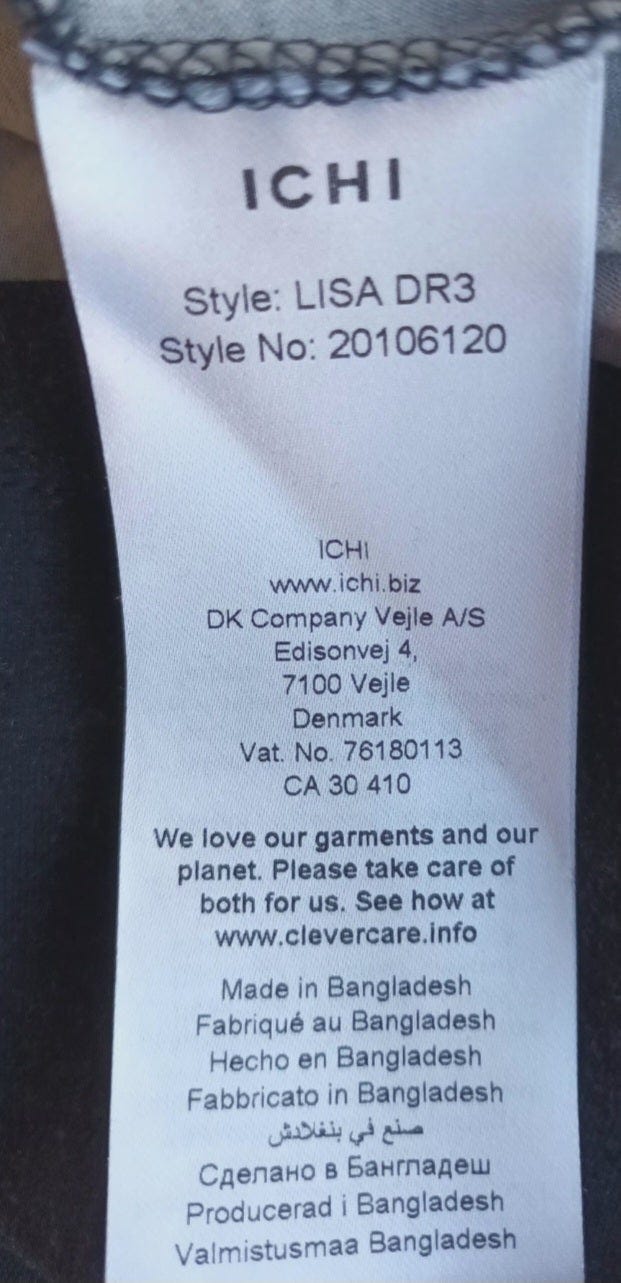 ICHI
Style: LISA DR3
Style No: 20106120
ICHI
www.ichi.biz
DK Company Vejle A/S
Edisonvej 4,
7100 Vejle
Denmark
Vat. No. 76180113
CA 30 410
We love our garments and our
planet. Please take care of
both for us. See how at
www.clevercare.info
Made in Bangladesh
Fabriqué au Bangladesh
Hecho en Bangladesh
Fabbricato in Bangladesh
صنع في بنغلادش
Сделано в Бангладеш
Producerad i Bangladesh
Valmistusmaa Bangladesh